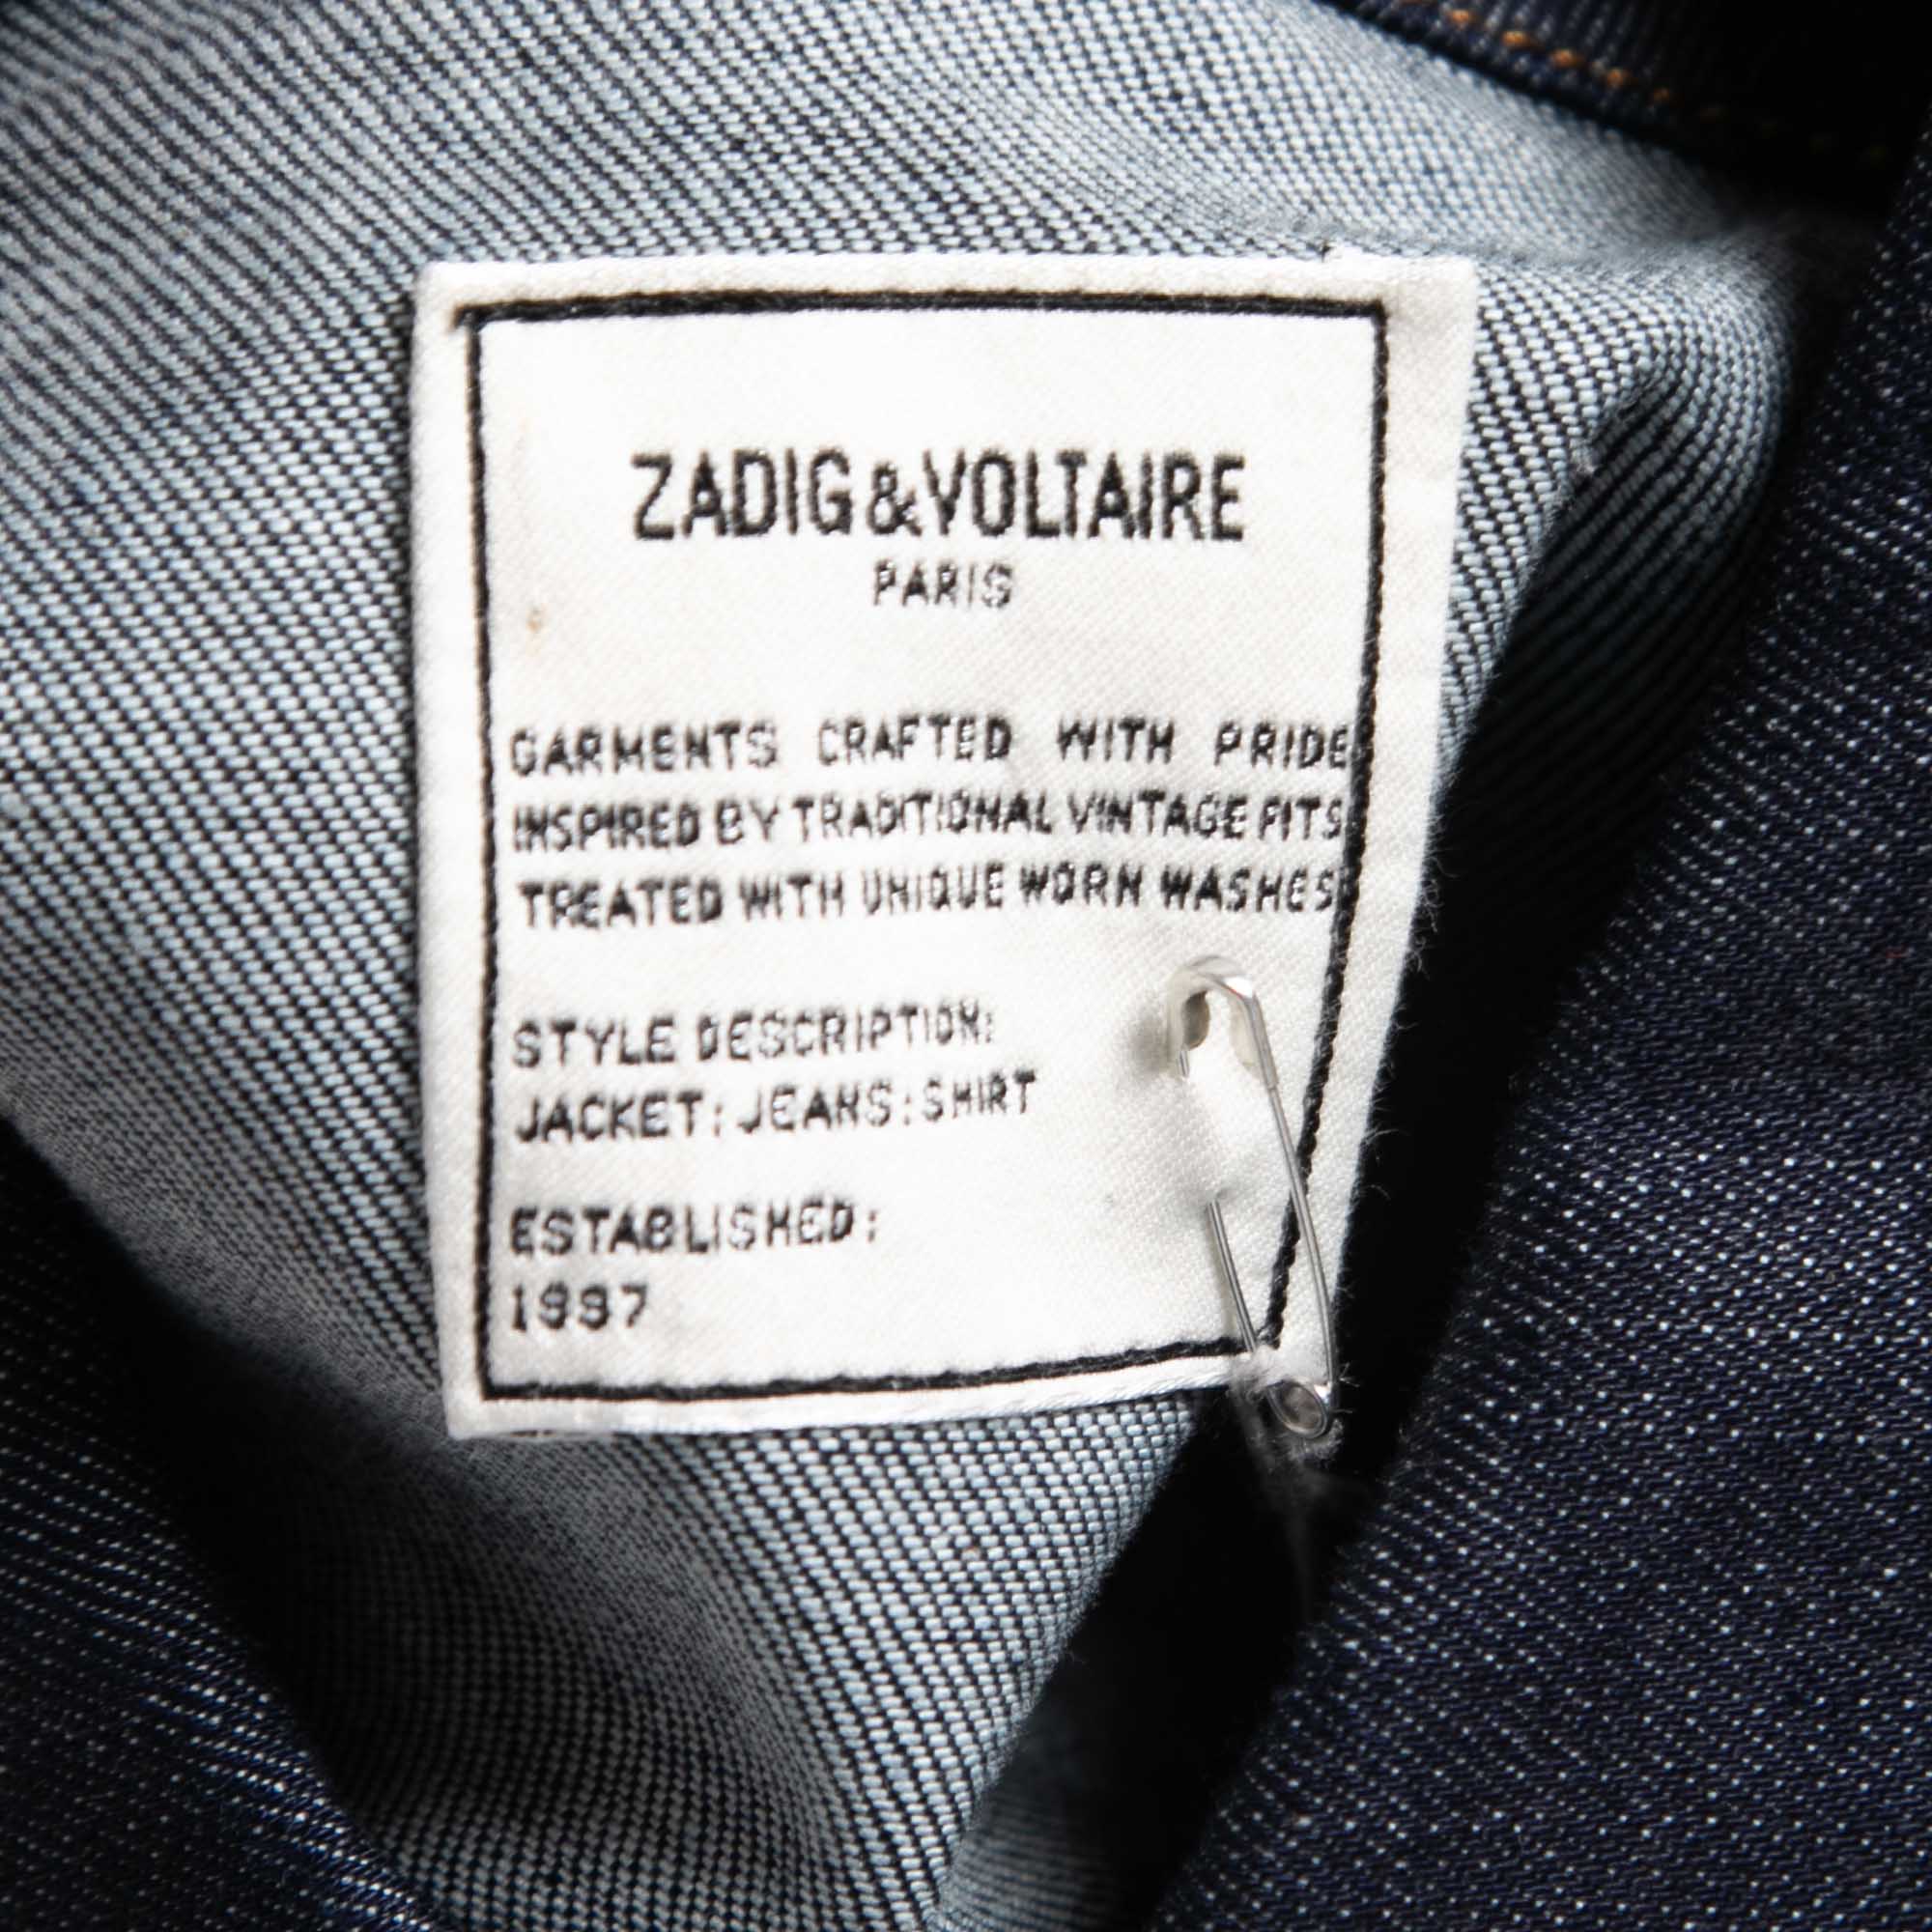 ZADIG&VOLTAIRE
PARIS
GARMENTS CRAFTED WITH PRIDE
INSPIRED BY TRADITIONAL VINTAGE FITS
TREATED WITH UNIQUE WORN WASHES
STYLE DESCRIPTION:
JACKET: JEANS: SHIRT
ESTABLISHED:
1997